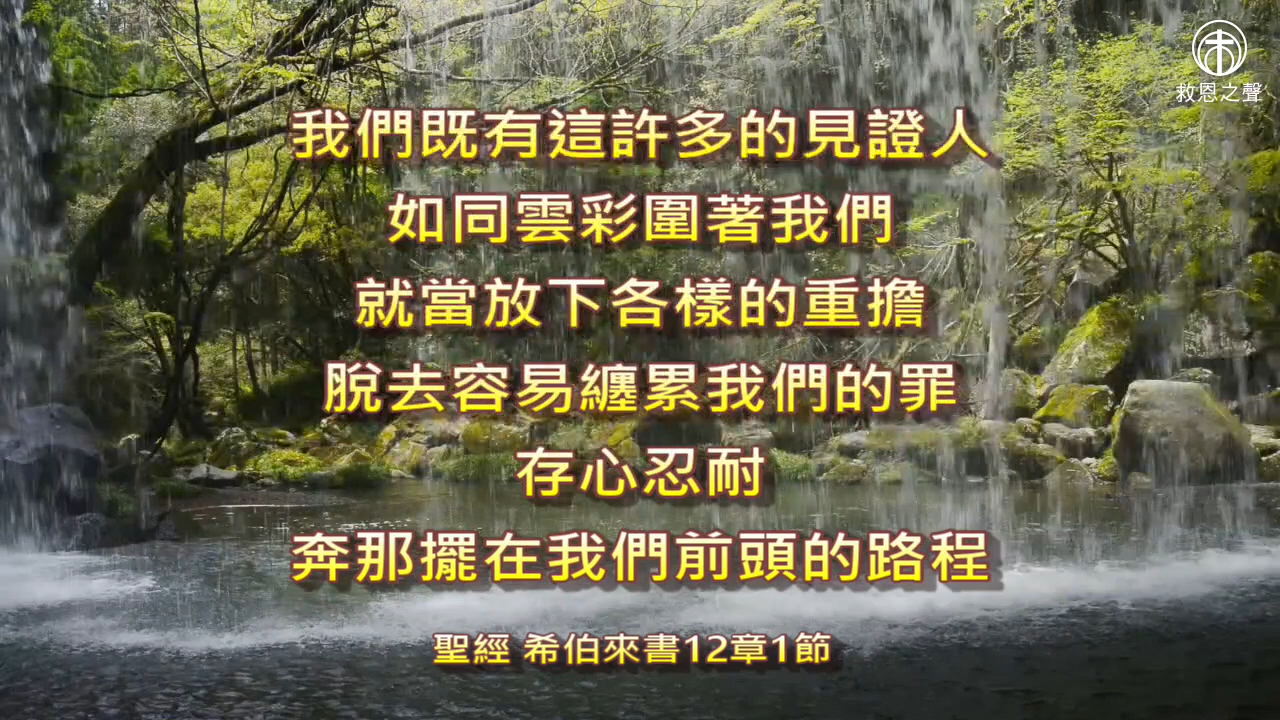 救恩之聲
我們既有這許多的見證人
如同雲彩圍著我們
就當放下各樣的重擔
脫去容易纏累我們的罪
存心忍耐
奔那擺在我們前頭的路程
聖經 希伯來書12章1節